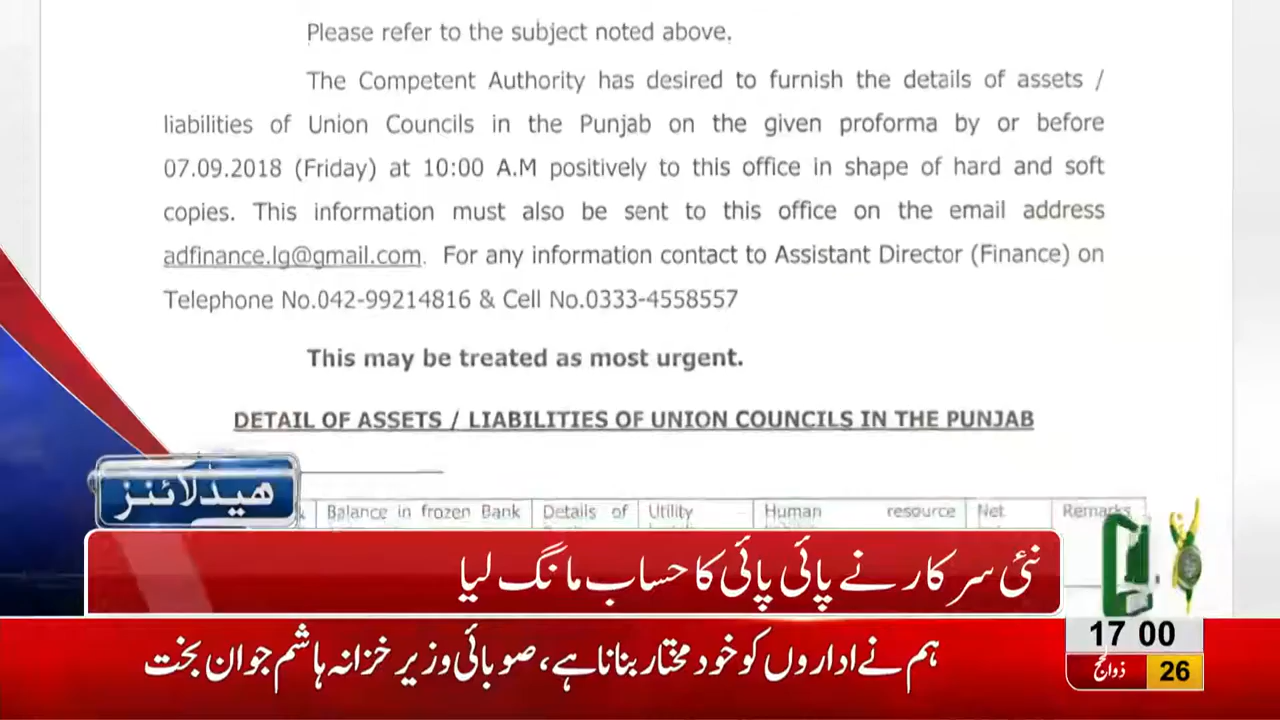 Please refer to the subject noted above.
The Competent Authority has desired to furnish the details of assets /
liabilities of Union Councils in the Punjab on the given proforma by or before
07.09.2018 (Friday) at 10:00 A.M positively to this office in shape of hard and soft
copies. This information must also be sent to this office on the email address
adfinance.lg@gmail.com. For any information contact to Assistant Director (Finance) on
Telephone No.042-99214816 & Cell No.0333-4558557
This may be treated as most urgent.
DETAIL OF ASSETS / LIABILITIES OF UNION COUNCILS IN THE PUNJAB
Balance in frozen Bank Details of Utility Human resource Net Remarks
ہیڈلائنز
نئی سرکار نے پائی پائی کا حساب مانگ لیا
17 00
ہم نے اداروں کو خود مختار بنانا ہے، صوبائی وزیر خزانہ ہاشم جوان بخت
ذوالحج 26